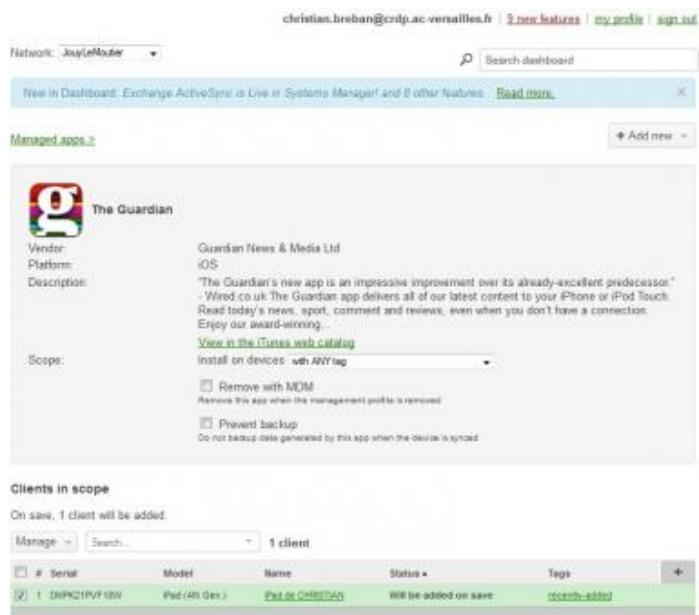 christian.breban@crdp.ac-versailles.fr | 9 new features | my profile | sign out
Network: JouyLeMoutier
Search dashboard
New in Dashboard: Exchange ActiveSync is Live in Systems Manager! and 8 other features. Read more. ×
Managed apps >
+ Add new
g
The Guardian
Vendor: Guardian News & Media Ltd
Platform: iOS
Description: "The Guardian's new app is an impressive improvement over its already-excellent predecessor."
- Wired.co.uk The Guardian app delivers all of our latest content to your iPhone or iPod Touch.
Read today's news, sport, comment and reviews, even when you don't have a connection.
Enjoy our award-winning...
View in the iTunes web catalog
Scope: Install on devices with ANY tag
Remove with MDM
Remove this app when the management profile is removed
Prevent backup
Do not backup data generated by this app when the device is synced
Clients in scope
On save, 1 client will be added.
Manage Search... 1 client
# Serial Model Name Status Tags +
1 iPad (4th Gen.) iPad de CHRISTIAN Will be added on save recently-added